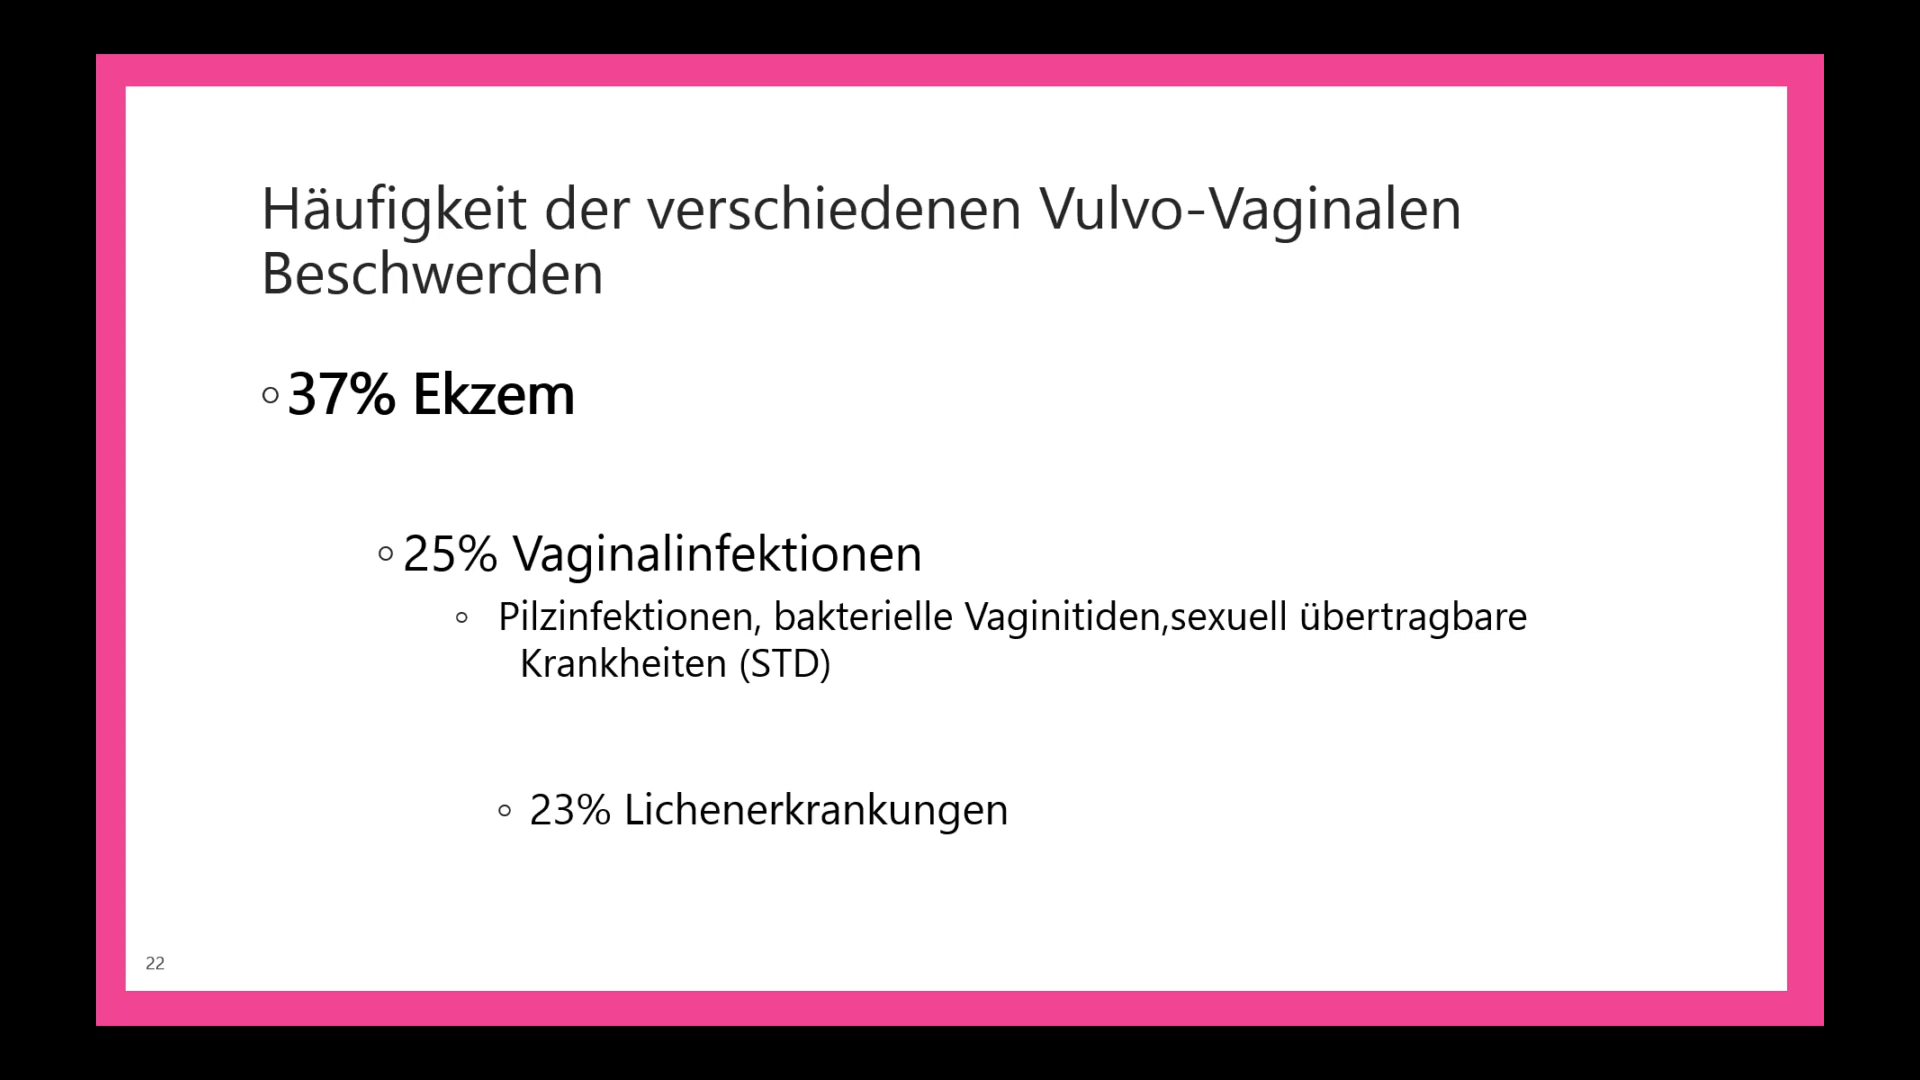 Häufigkeit der verschiedenen Vulvo-Vaginalen
Beschwerden
◦37% Ekzem
◦25% Vaginalinfektionen
◦ Pilzinfektionen, bakterielle Vaginitiden,sexuell übertragbare
Krankheiten (STD)
◦ 23% Lichenerkrankungen
22